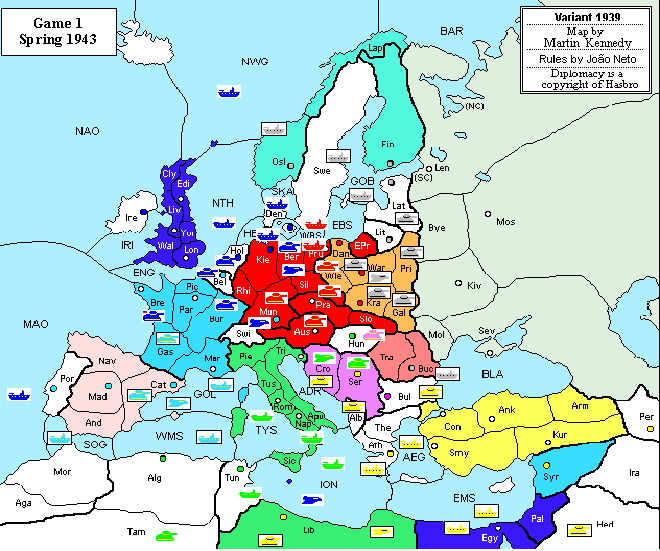 Game 1
Spring 1943
Variant 1939
Map by
Martin Kennedy
Rules by João Neto
Diplomacy is a
copyright of Hasbro
BAR
NWG
Lap
(NC)
NAO
Osl
Fin
Swe
Len
(SC)
GOB
Cly
Edi
SKA
Lat
Ire
Liv
NTH
Den
Lit
Bye
Mos
Yor
HE
WBS
EBS
Wal
Hol
Kie
Ber
Pru
Dan
EPr
IRI
Lon
Bel
Wie
War
Pri
ENG
Rhi
Sil
Kiv
Pic
Pra
Kra
Gal
Bre
Par
Mun
Slo
Bur
Swi
Aus
Sev
MAO
Gas
Hun
Mol
Nav
Mar
Pie
Tri
Tra
Por
Cat
Cro
Buc
BLA
Mad
GOL
Tus
Ser
ADR
Bul
And
Rom
Apu
Alb
Con
Ank
Arm
Per
TYS
Nap
The
Kur
SOG
WMS
Ath
Smy
Mor
Alg
Sic
AEG
Tun
ION
Syr
Ira
Aga
EMS
Pal
Tam
Lib
Egy
Hed